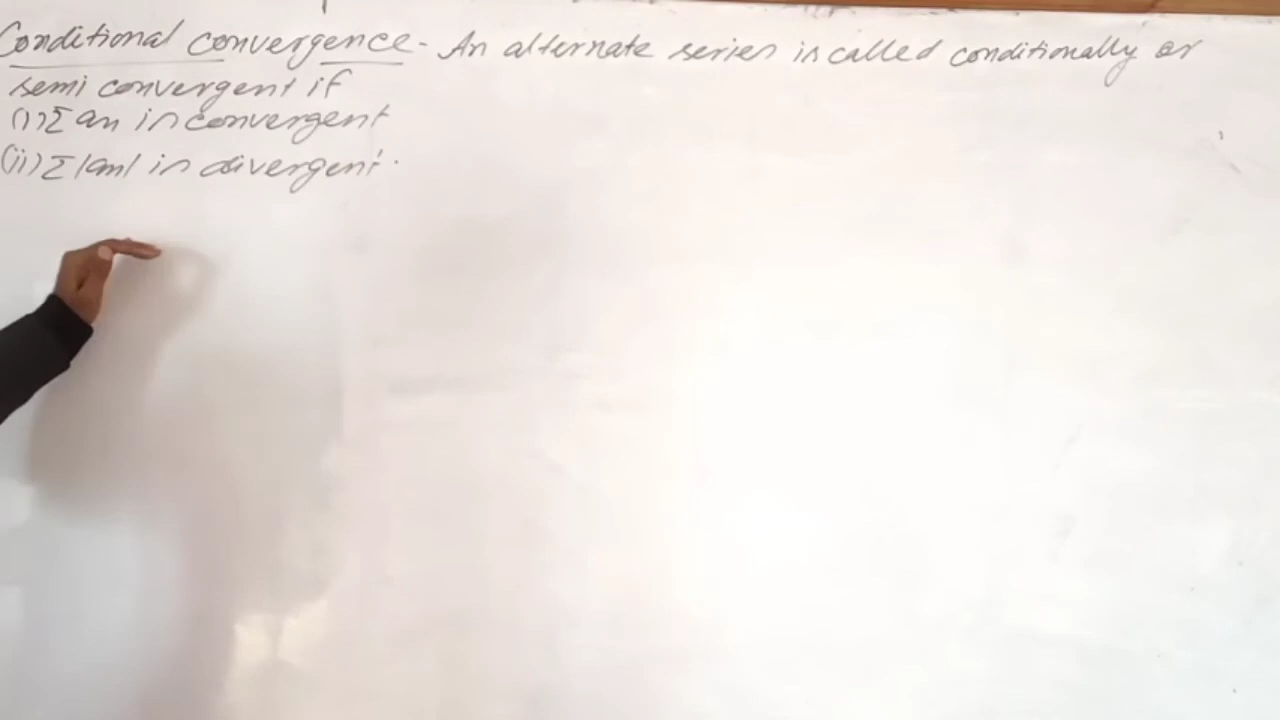 Conditional convergence - An alternate series is called conditionally or
semi convergent if
(i) Σ an is convergent
(ii) Σ |an| is divergent.